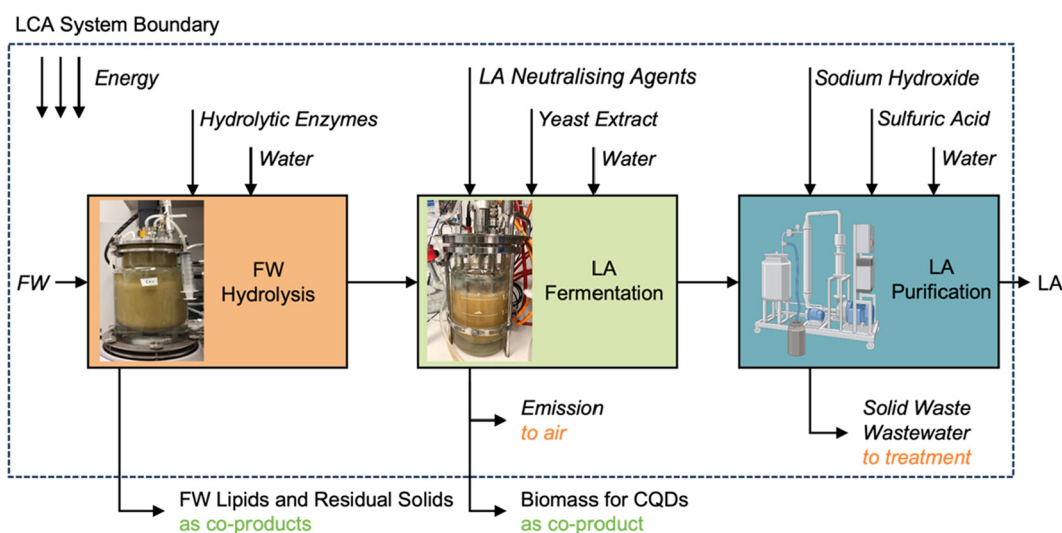 LCA System Boundary
Energy
LA Neutralising Agents
Sodium Hydroxide
Hydrolytic Enzymes
Yeast Extract
Sulfuric Acid
Water
Water
Water
FW
FW
Hydrolysis
LA
Fermentation
LA
Purification
LA
Emission
to air
Solid Waste
Wastewater
to treatment
FW Lipids and Residual Solids
as co-products
Biomass for CQDs
as co-product